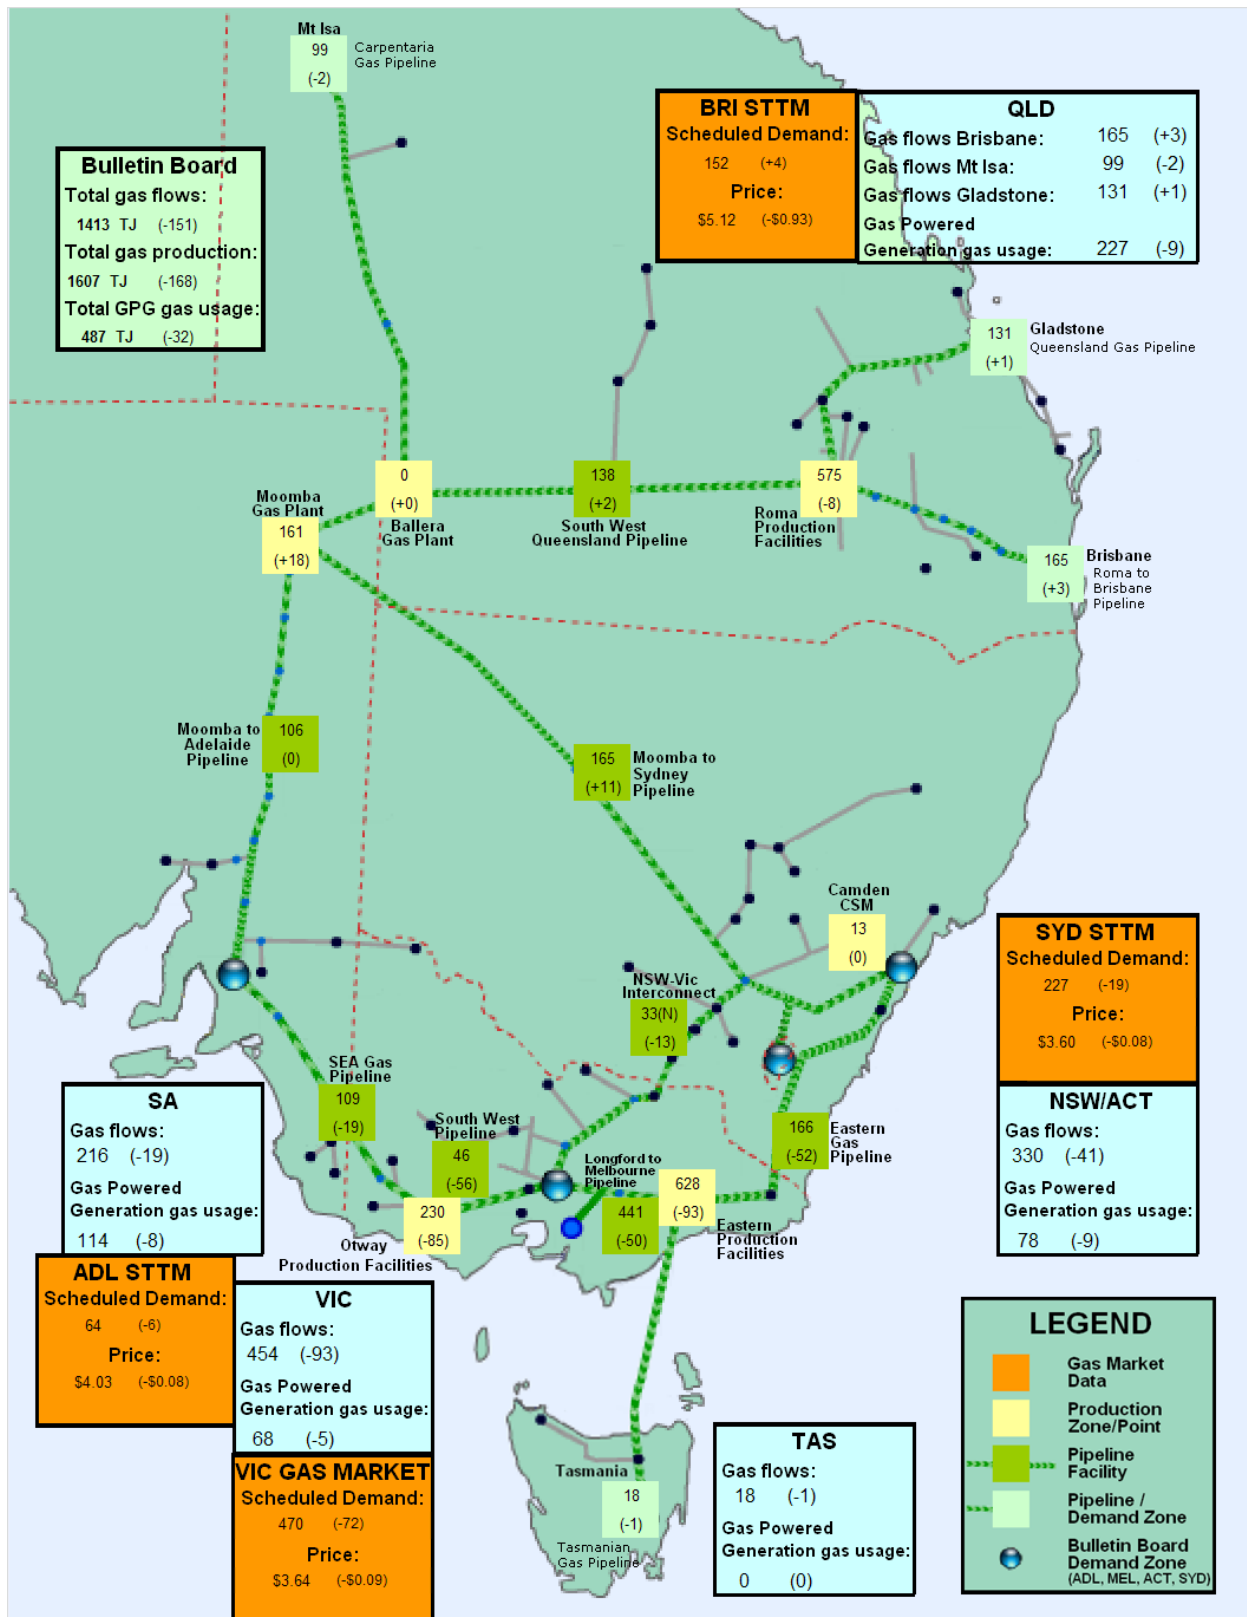 Mt Isa
99
(-2)
Carpentaria
Gas Pipeline
BRI STTM
Scheduled Demand:
152 (+4)
Price:
$5.12 (-$0.93)
QLD
Gas flows Brisbane: 165 (+3)
Gas flows Mt Isa: 99 (-2)
Gas flows Gladstone: 131 (+1)
Gas Powered
Generation gas usage: 227 (-9)
Bulletin Board
Total gas flows:
1413 TJ (-151)
Total gas production:
1607 TJ (-168)
Total GPG gas usage:
487 TJ (-32)
131
(+1)
Gladstone
Queensland Gas Pipeline
0
(+0)
Ballera
Gas Plant
138
(+2)
South West
Queensland Pipeline
575
(-8)
Roma
Production
Facilities
Moomba
Gas Plant
161
(+18)
165
(+3)
Brisbane
Roma to
Brisbane
Pipeline
Moomba to
Adelaide
Pipeline
106
(0)
165
(+11)
Moomba to
Sydney
Pipeline
Camden
CSM
13
(0)
NSW-Vic
Interconnect
33(N)
(-13)
SYD STTM
Scheduled Demand:
227 (-19)
Price:
$3.60 (-$0.08)
NSW/ACT
Gas flows:
330 (-41)
Gas Powered
Generation gas usage:
78 (-9)
SEA Gas
Pipeline
109
(-19)
South West
Pipeline
46
(-56)
Longford to
Melbourne
Pipeline
441
(-50)
628
(-93)
Eastern
Production
Facilities
166
(-52)
Eastern
Gas
Pipeline
230
(-85)
Otway
Production Facilities
SA
Gas flows:
216 (-19)
Gas Powered
Generation gas usage:
114 (-8)
ADL STTM
Scheduled Demand:
64 (-6)
Price:
$4.03 (-$0.08)
VIC
Gas flows:
454 (-93)
Gas Powered
Generation gas usage:
68 (-5)
VIC GAS MARKET
Scheduled Demand:
470 (-72)
Price:
$3.64 (-$0.09)
Tasmania
18
(-1)
Tasmanian
Gas Pipeline
TAS
Gas flows:
18 (-1)
Gas Powered
Generation gas usage:
0 (0)
LEGEND
Gas Market
Data
Production
Zone/Point
Pipeline
Facility
Pipeline /
Demand Zone
Bulletin Board
Demand Zone
(ADL, MEL, ACT, SYD)